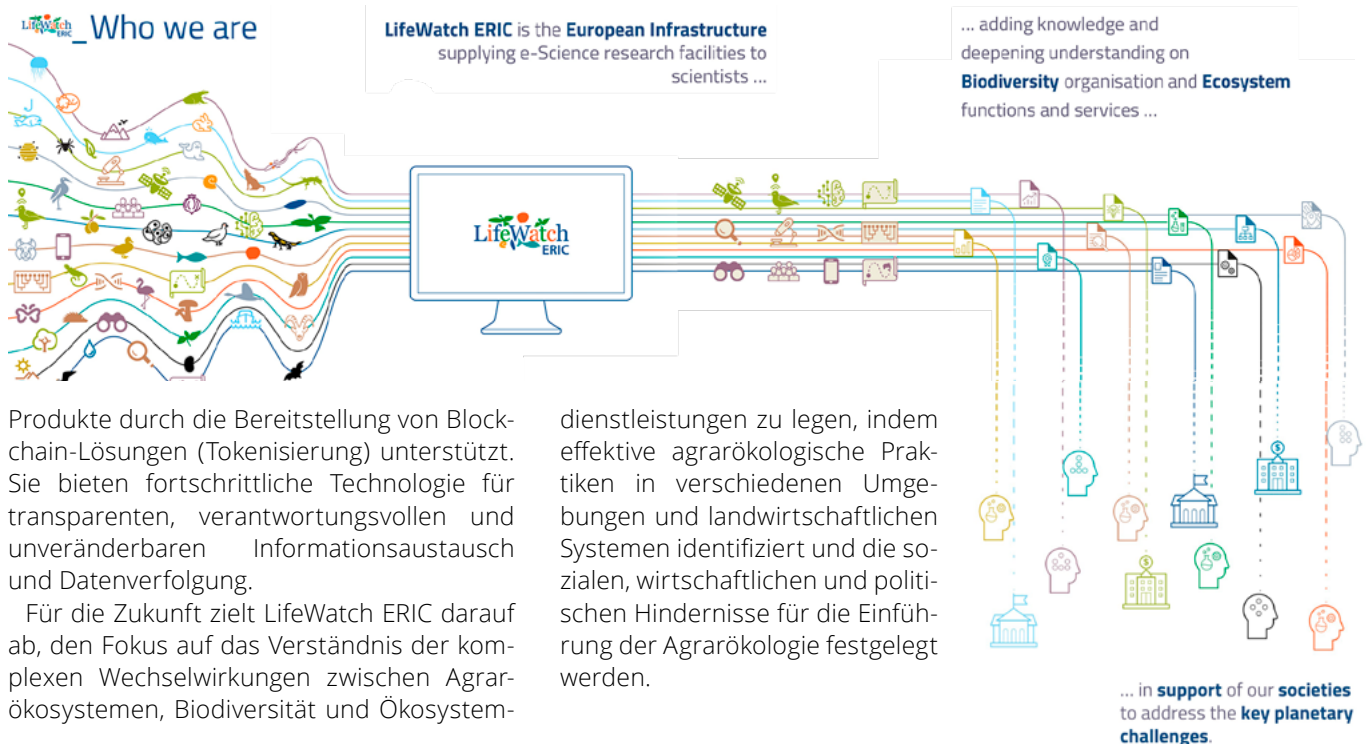 LifeWatch ERIC _Who we are
LifeWatch ERIC is the European Infrastructure
supplying e-Science research facilities to
scientists ...
... adding knowledge and
deepening understanding on
Biodiversity organisation and Ecosystem
functions and services ...
LifeWatch
ERIC
Produkte durch die Bereitstellung von Block-
chain-Lösungen (Tokenisierung) unterstützt.
Sie bieten fortschrittliche Technologie für
transparenten, verantwortungsvollen und
unveränderbaren Informationsaustausch
und Datenverfolgung.
Für die Zukunft zielt LifeWatch ERIC darauf
ab, den Fokus auf das Verständnis der kom-
plexen Wechselwirkungen zwischen Agrar-
ökosystemen, Biodiversität und Ökosystem-
dienstleistungen zu legen, indem
effektive agrarökologische Prak-
tiken in verschiedenen Umge-
bungen und landwirtschaftlichen
Systemen identifiziert und die so-
zialen, wirtschaftlichen und politi-
schen Hindernisse für die Einfüh-
rung der Agrarökologie festgelegt
werden.
... in support of our societies
to address the key planetary
challenges.